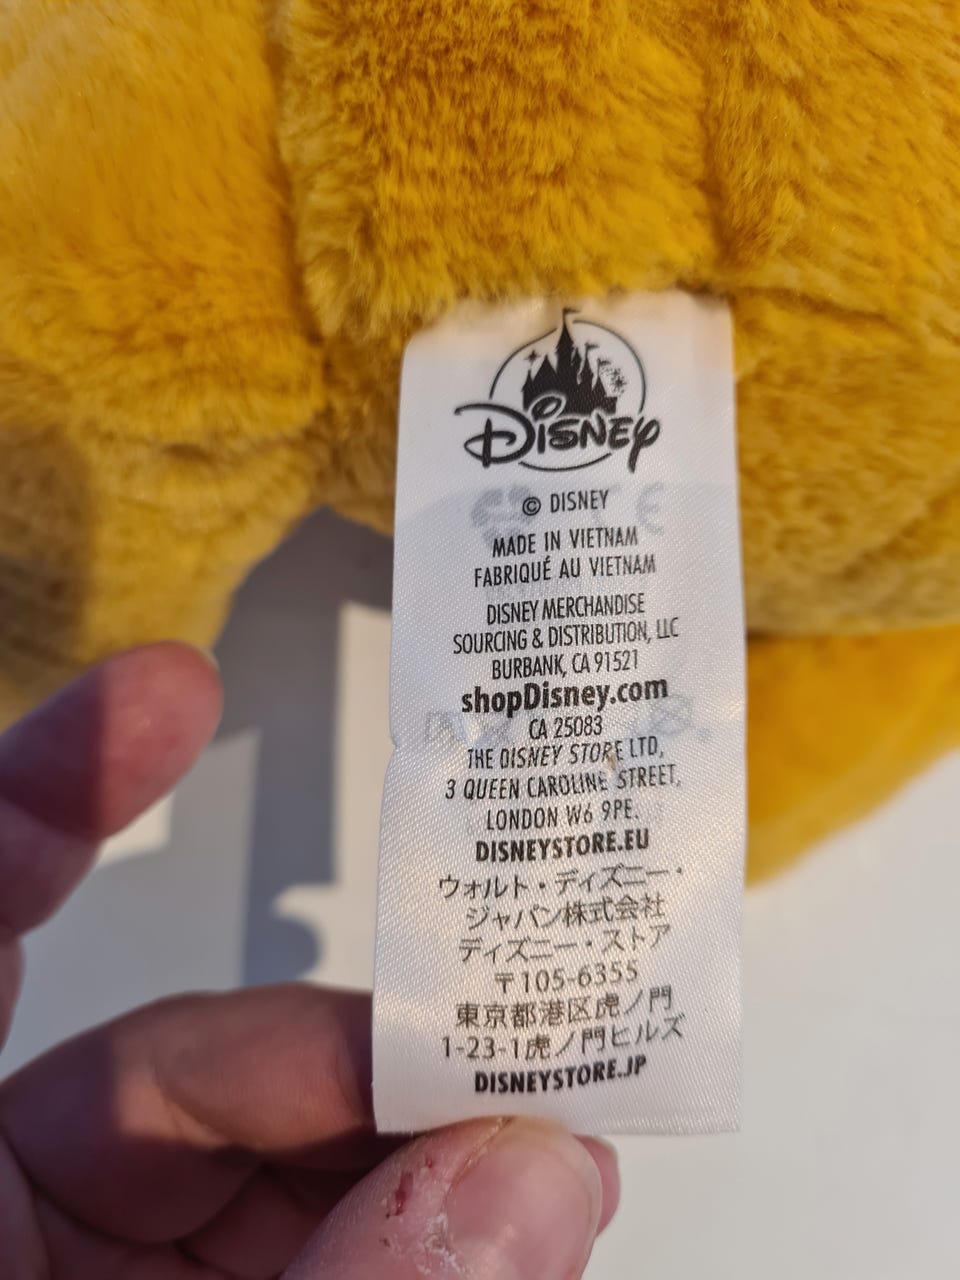 Disney
© DISNEY
MADE IN VIETNAM
FABRIQUÉ AU VIETNAM
DISNEY MERCHANDISE
SOURCING & DISTRIBUTION, LLC
BURBANK, CA 91521
shopDisney.com
CA 25083
THE DISNEY STORE LTD,
3 QUEEN CAROLINE STREET,
LONDON W6 9PE.
DISNEYSTORE.EU
ウォルト・ディズニー・
ジャパン株式会社
ディズニー・ストア
〒105-6355
東京都港区虎ノ門
1-23-1虎ノ門ヒルズ
DISNEYSTORE.JP